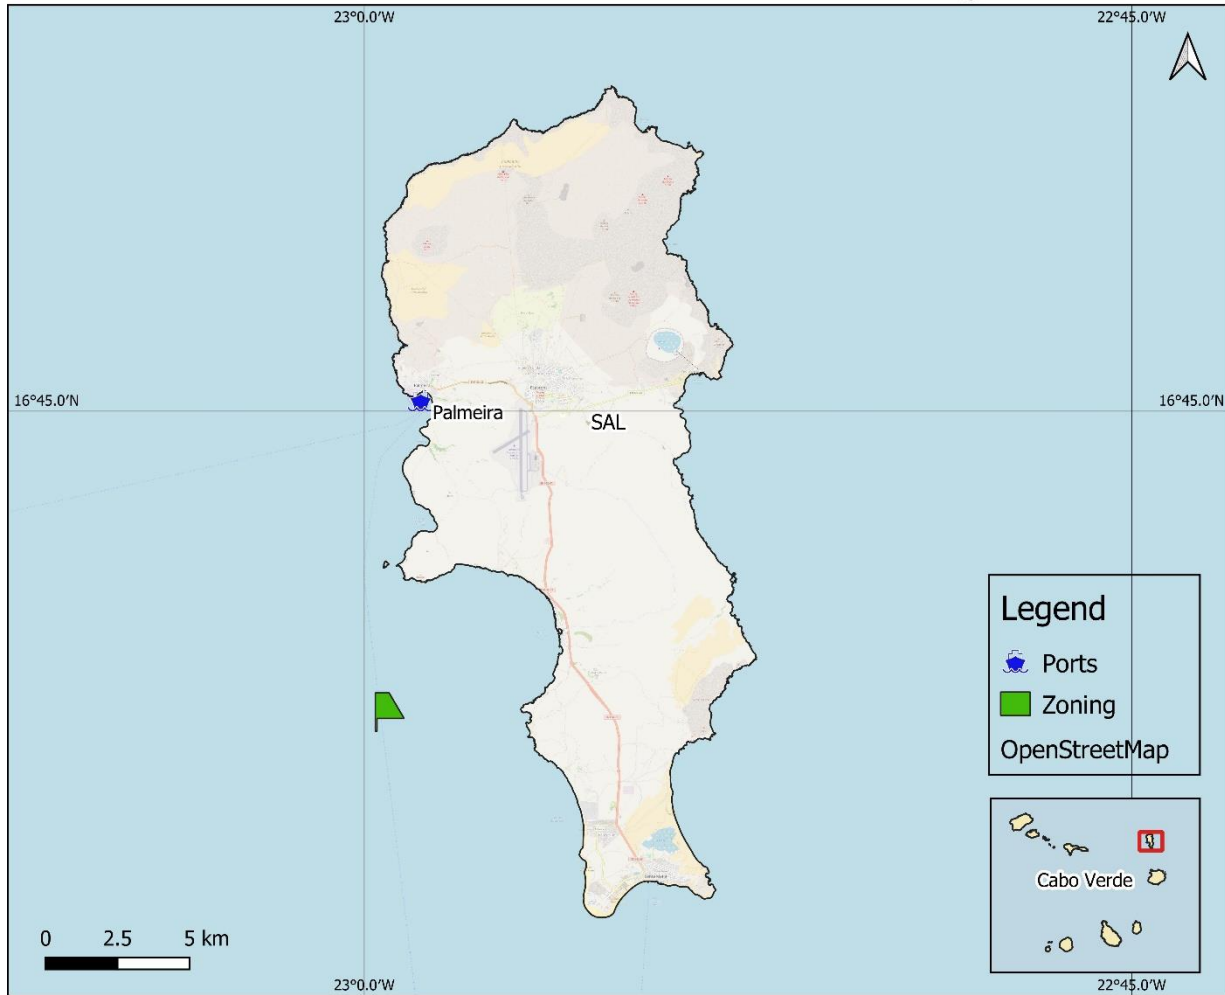 23°0.0'W
22°45.0'W
16°45.0'N
16°45.0'N
Palmeira
SAL
Legend
Ports
Zoning
OpenStreetMap
Cabo Verde
0 2.5 5 km
23°0.0'W
22°45.0'W